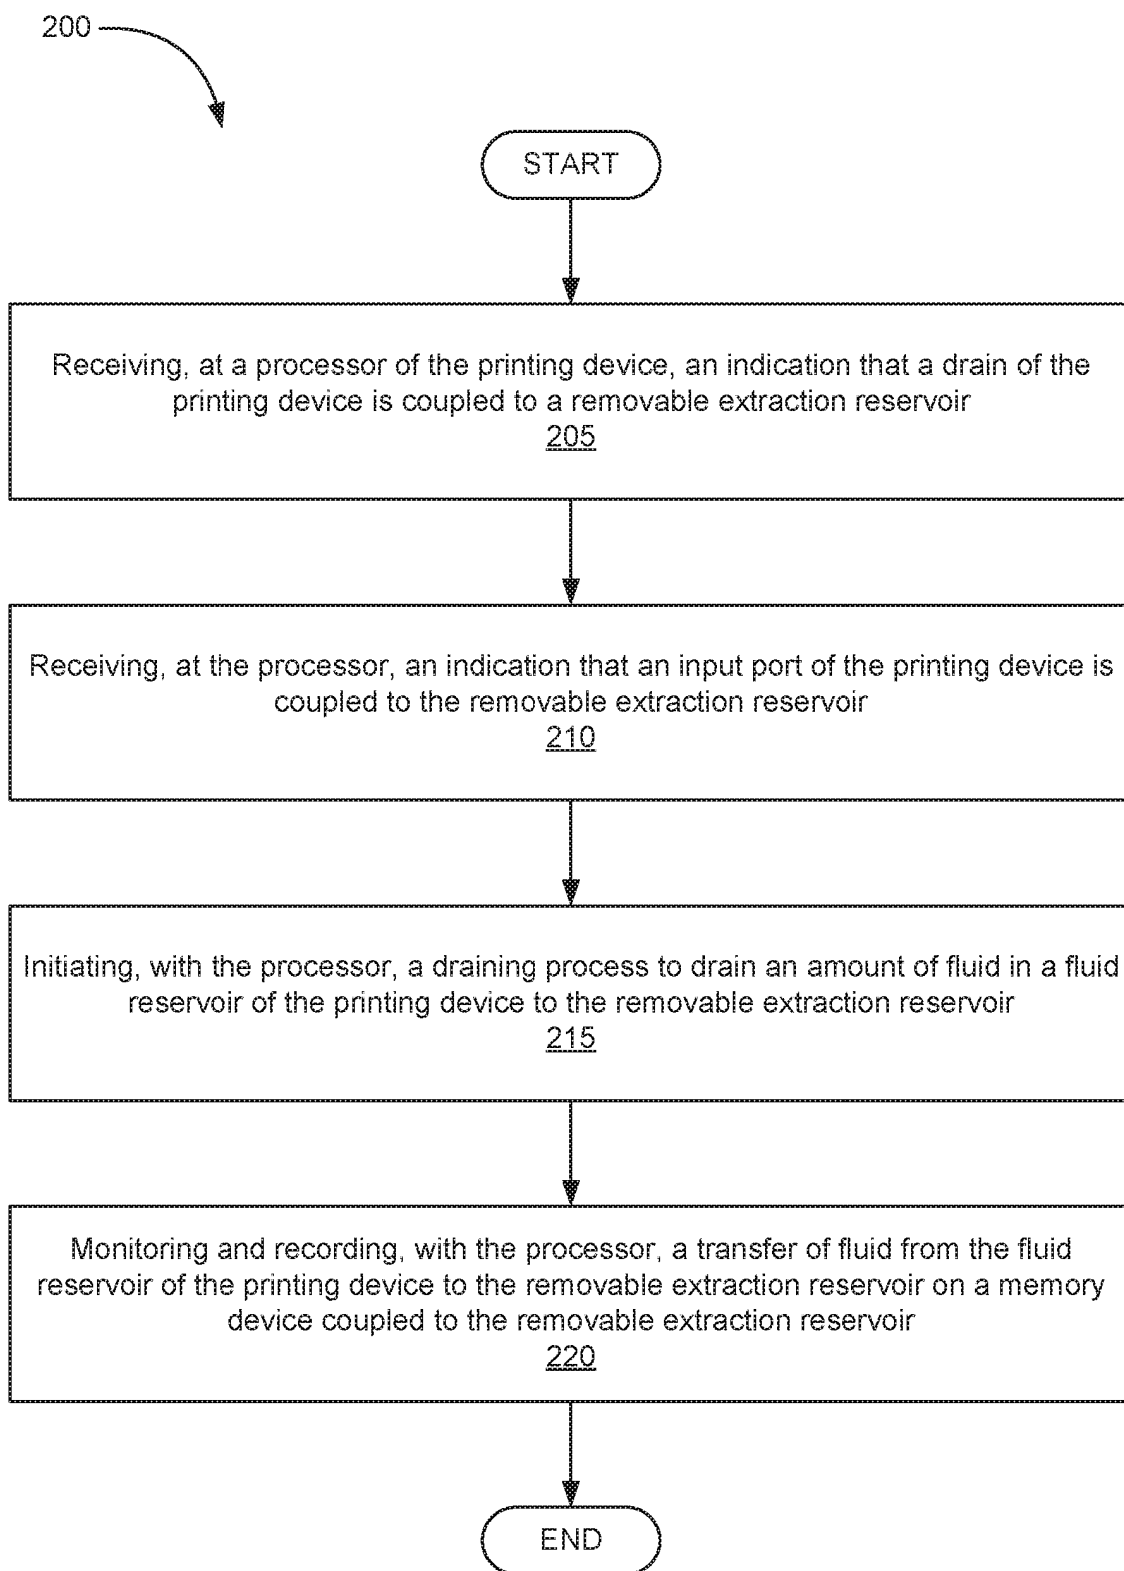 200
START
Receiving, at a processor of the printing device, an indication that a drain of the
printing device is coupled to a removable extraction reservoir
205
Receiving, at the processor, an indication that an input port of the printing device is
coupled to the removable extraction reservoir
210
Initiating, with the processor, a draining process to drain an amount of fluid in a fluid
reservoir of the printing device to the removable extraction reservoir
215
Monitoring and recording, with the processor, a transfer of fluid from the fluid
reservoir of the printing device to the removable extraction reservoir on a memory
device coupled to the removable extraction reservoir
220
END